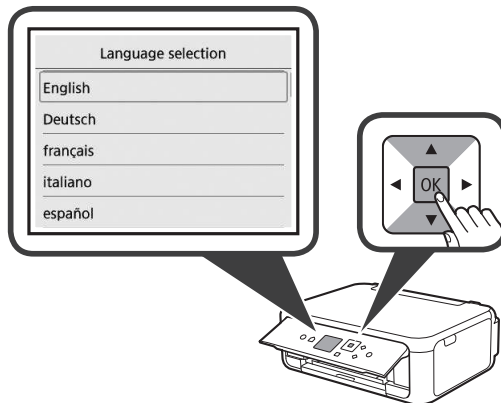 Language selection
English
Deutsch
français
italiano
español
OK